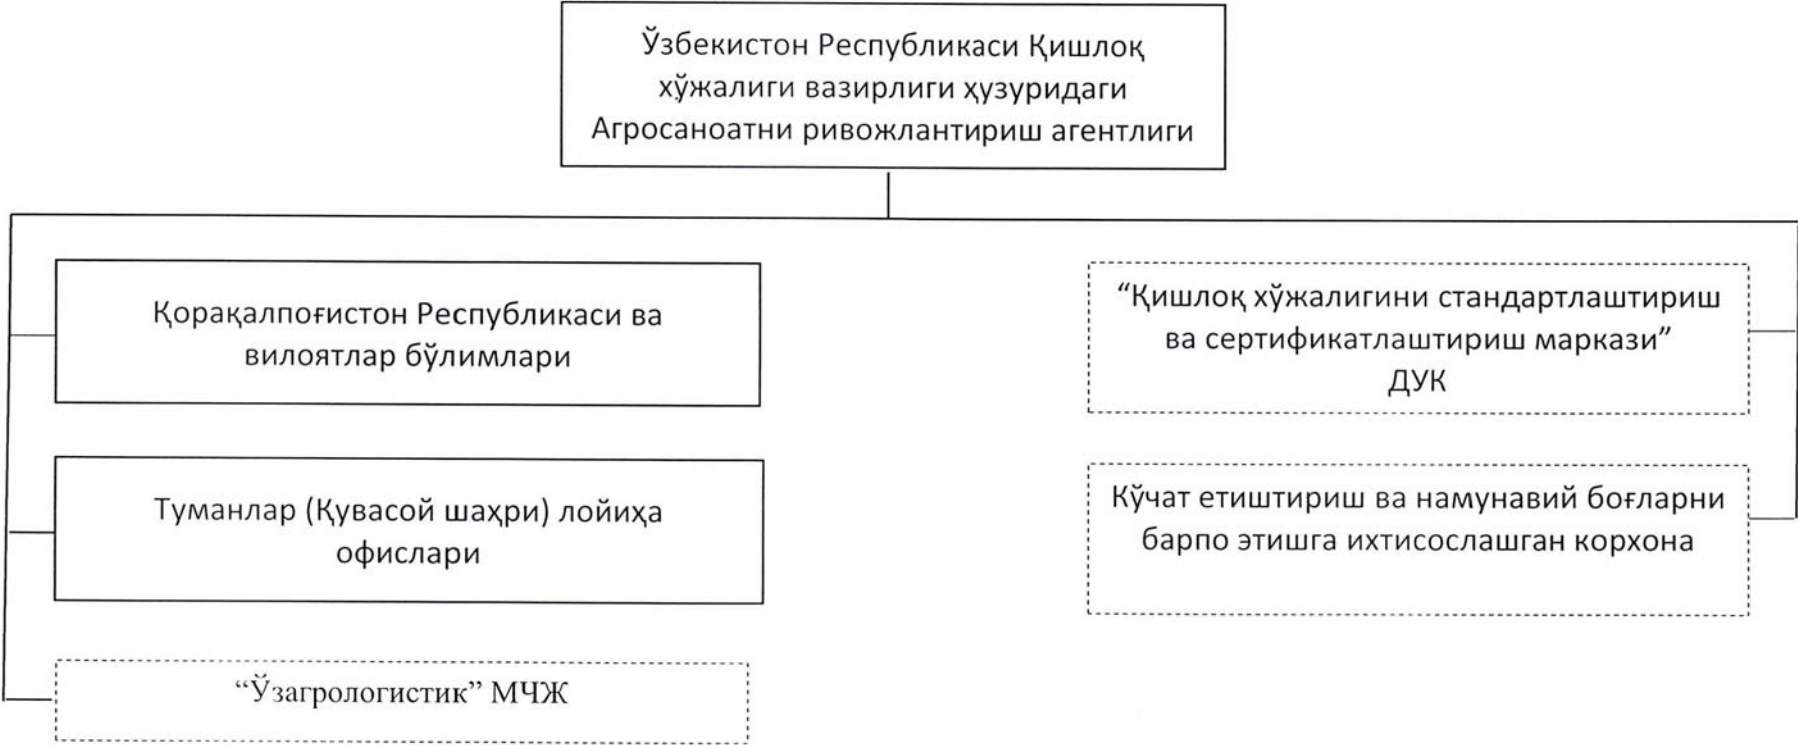 Ўзбекистон Республикаси Қишлоқ
хўжалиги вазирлиги ҳузуридаги
Агросаноатни ривожлантириш агентлиги
Қорақалпоғистон Республикаси ва
вилоятлар бўлимлари
Туманлар (Қувасой шаҳри) лойиҳа
офислари
“Ўзагрологистик” МЧЖ
“Қишлоқ хўжалигини стандартлаштириш
ва сертификатлаштириш маркази”
ДУК
Кўчат етиштириш ва намунавий боғларни
барпо этишга ихтисослашган корхона